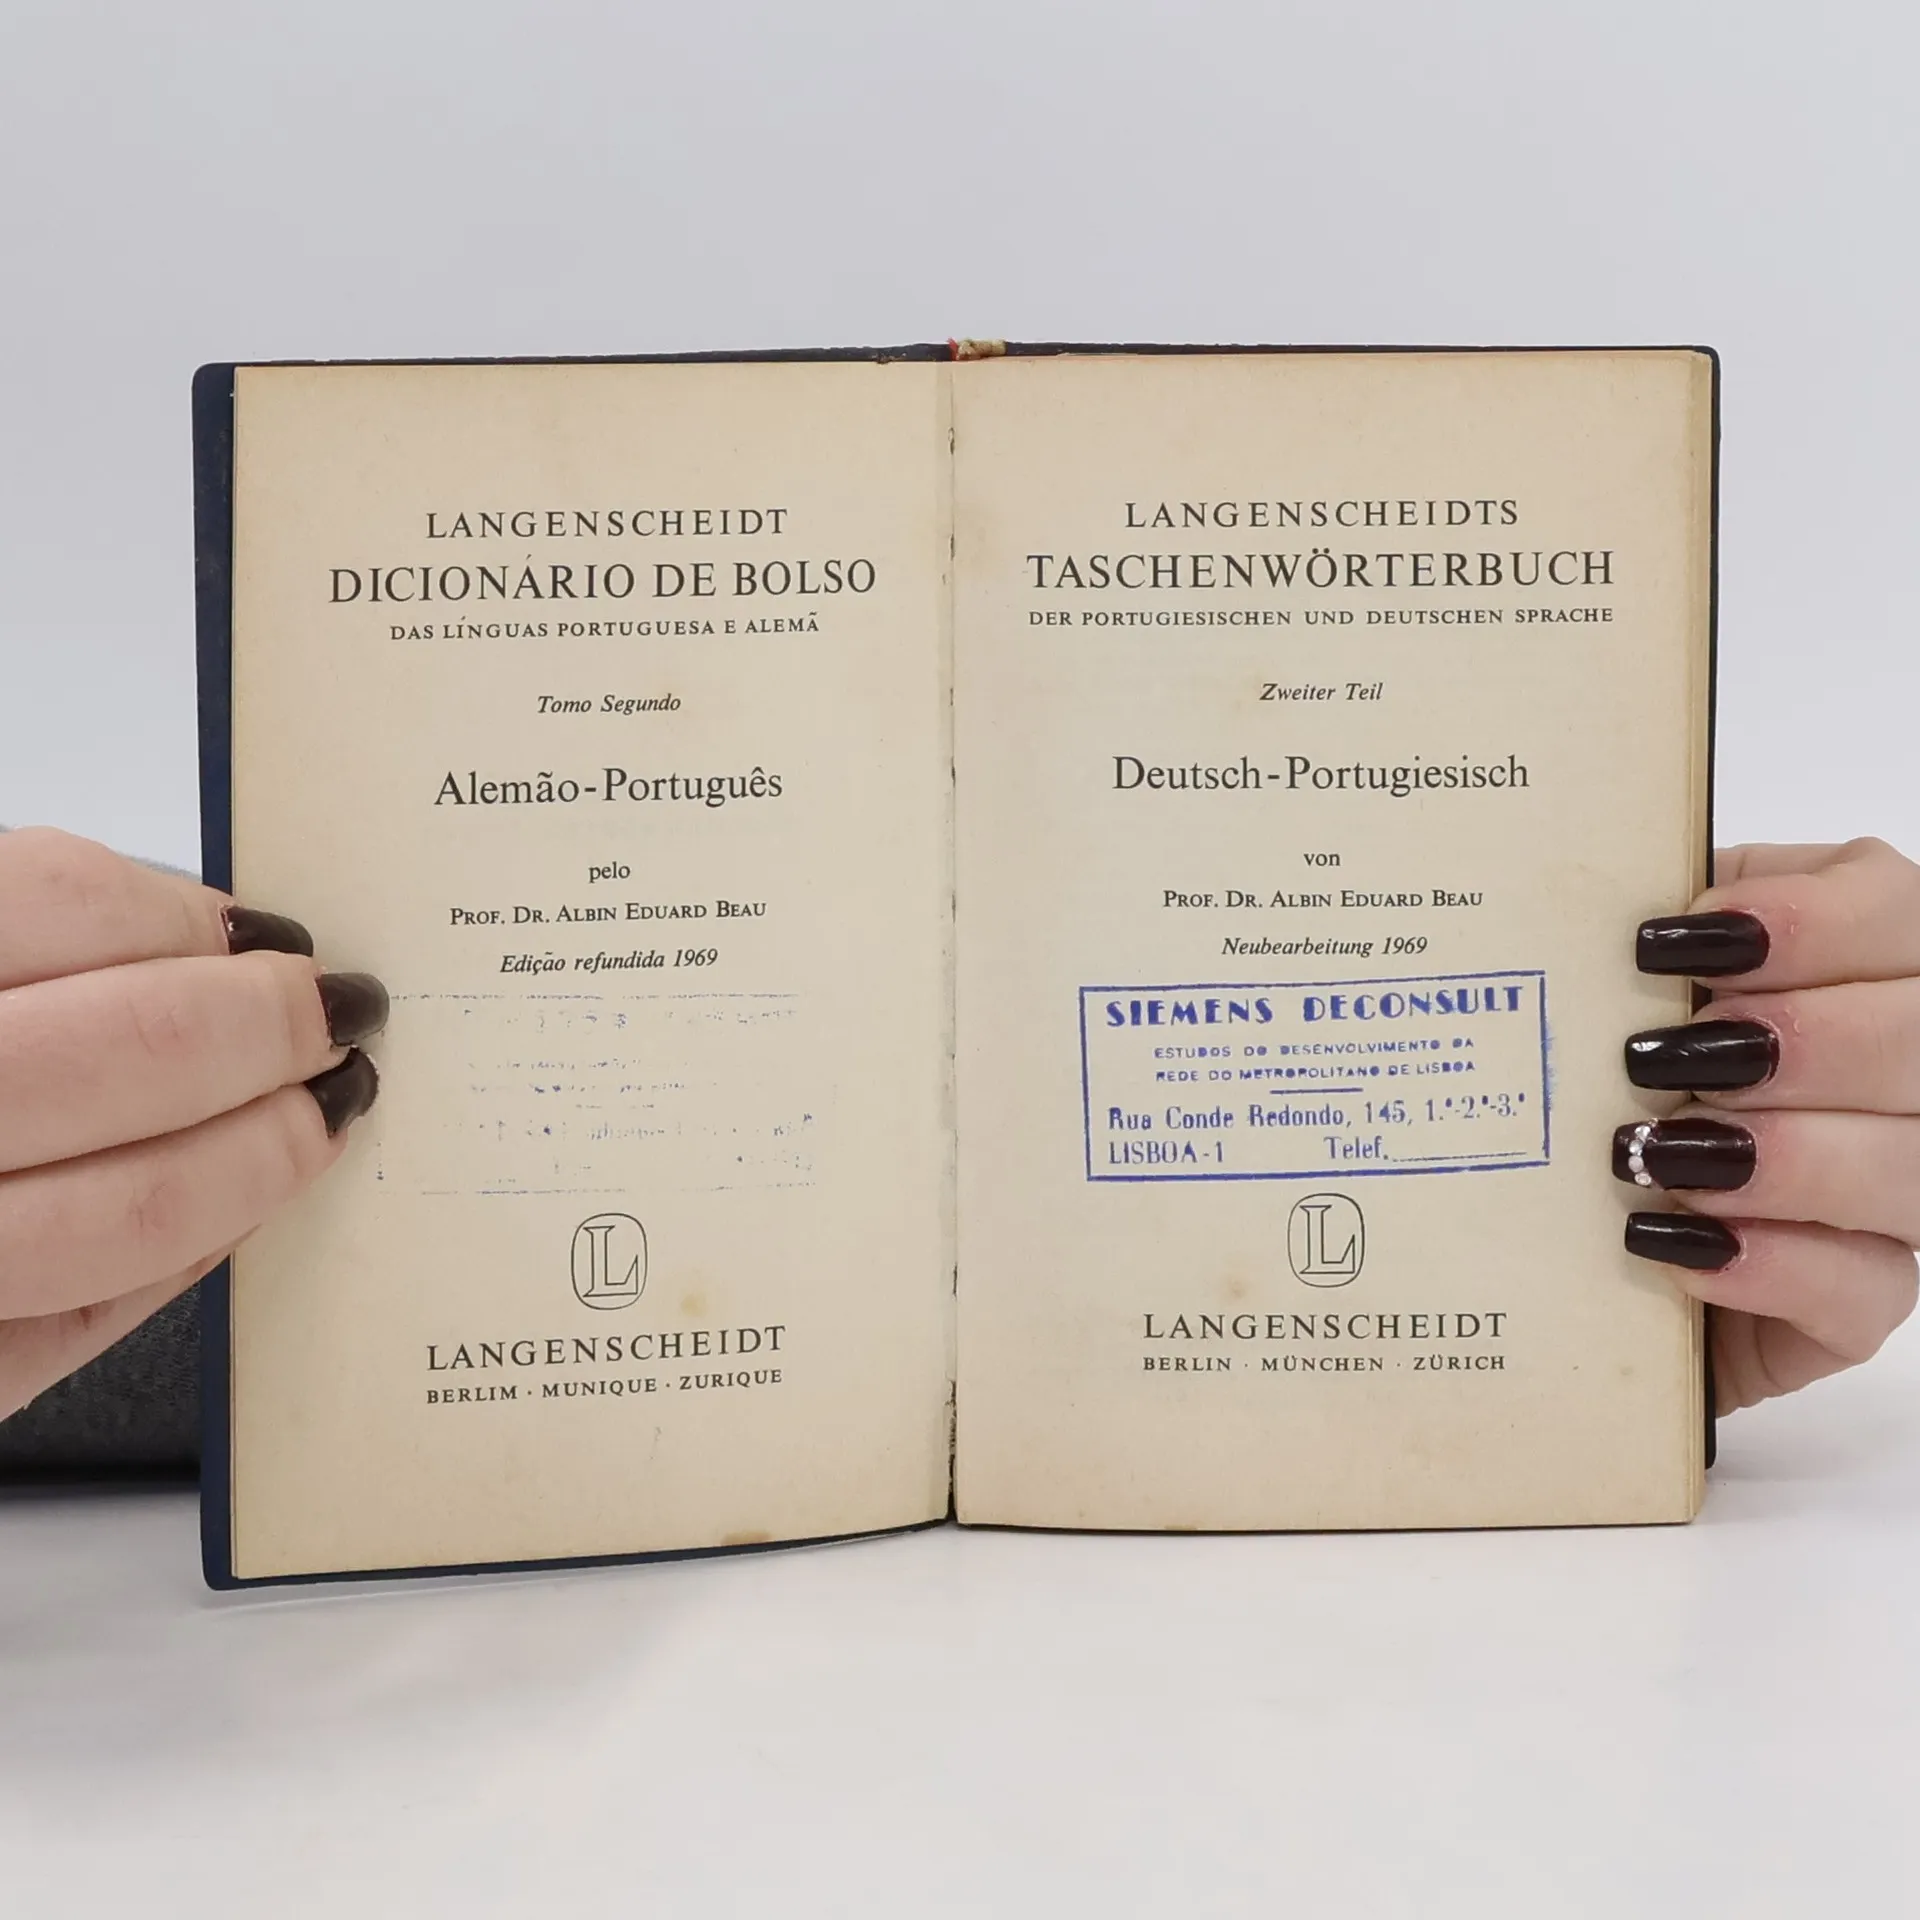 LANGENSCHEIDT
DICIONÁRIO DE BOLSO
DAS LÍNGUAS PORTUGUESA E ALEMÃ
Tomo Segundo
Alemão-Português
pelo
PROF. DR. ALBIN EDUARD BEAU
Edição refundida 1969
L
LANGENSCHEIDT
BERLIM · MUNIQUE · ZURIQUE
LANGENSCHEIDTS
TASCHENWÖRTERBUCH
DER PORTUGIESISCHEN UND DEUTSCHEN SPRACHE
Zweiter Teil
Deutsch-Portugiesisch
von
PROF. DR. ALBIN EDUARD BEAU
Neubearbeitung 1969
SIEMENS DECONSULT
ESTUDOS DO DESENVOLVIMENTO DA
REDE DO METROPOLITANO DE LISBOA
Rua Conde Redondo, 145, 1.º-2.º-3.º
LISBOA-1 Telef.
L
LANGENSCHEIDT
BERLIN · MÜNCHEN · ZÜRICH